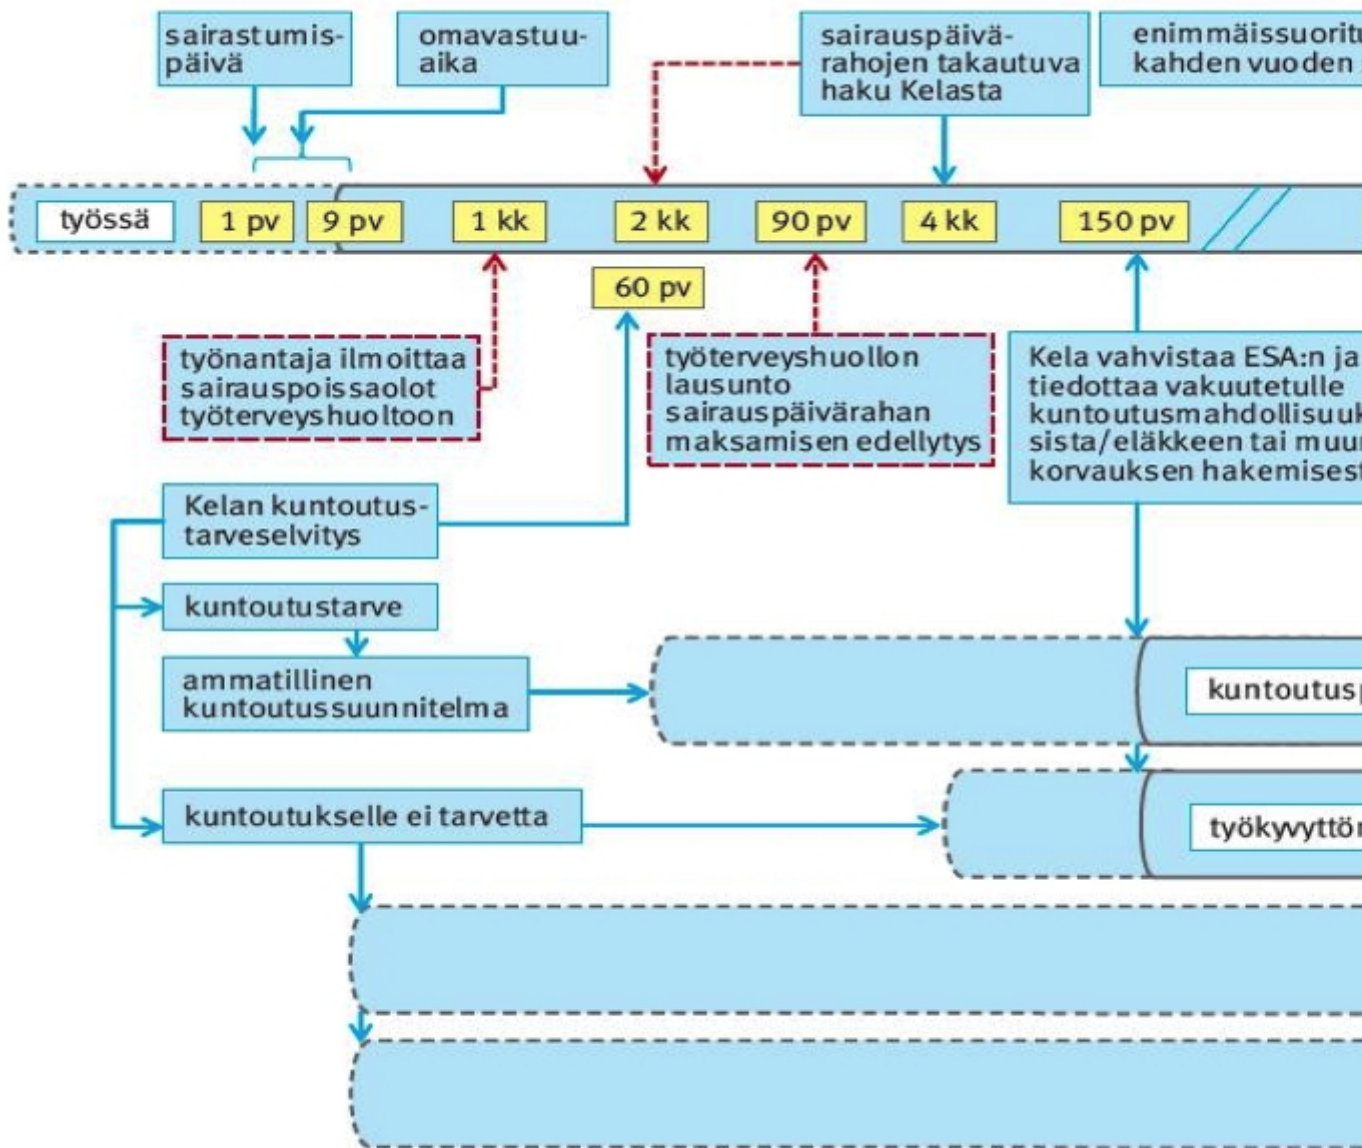 sairastumis-
päivä
omavastuu-
aika
sairauspäivä-
rahojen takautuva
haku Kelasta
kahden vuoden
työssä
1 pv
9 pv
1 kk
2 kk
90 pv
4 kk
150 pv
60 pv
työnantaja ilmoittaa
sairauspoissaolot
työterveyshuoltoon
työterveyshuollon
lausunto
sairauspäivärahan
maksamisen edellytys
Kela vahvistaa ESA:n ja
tiedottaa vakuutetulle
kuntoutusmahdollisuuk
sista/eläkkeen tai muu
korvauksen hakemisest
Kelan kuntoutus-
tarveselvitys
kuntoutustarve
ammatillinen
kuntoutussuunnitelma
kuntoutusp
kuntoutukselle ei tarvetta
työkyvyttö